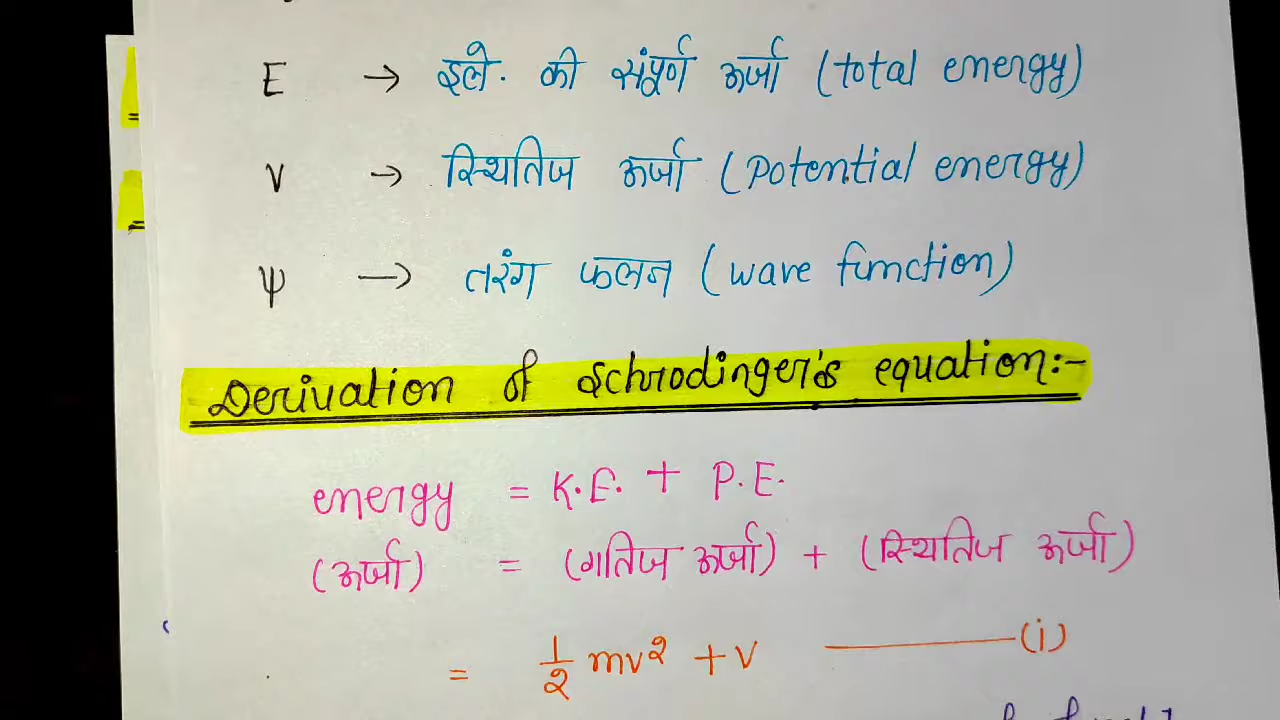 E → इले. की संपूर्ण ऊर्जा (total energy)
V → स्थितिज ऊर्जा (Potential energy)
Ψ → तरंग फलन (wave function)
Derivation of Schrodinger's equation:-
energy = K.E. + P.E.
(ऊर्जा) = (गतिज ऊर्जा) + (स्थितिज ऊर्जा)
= 1/2 mv² + V ———(i)